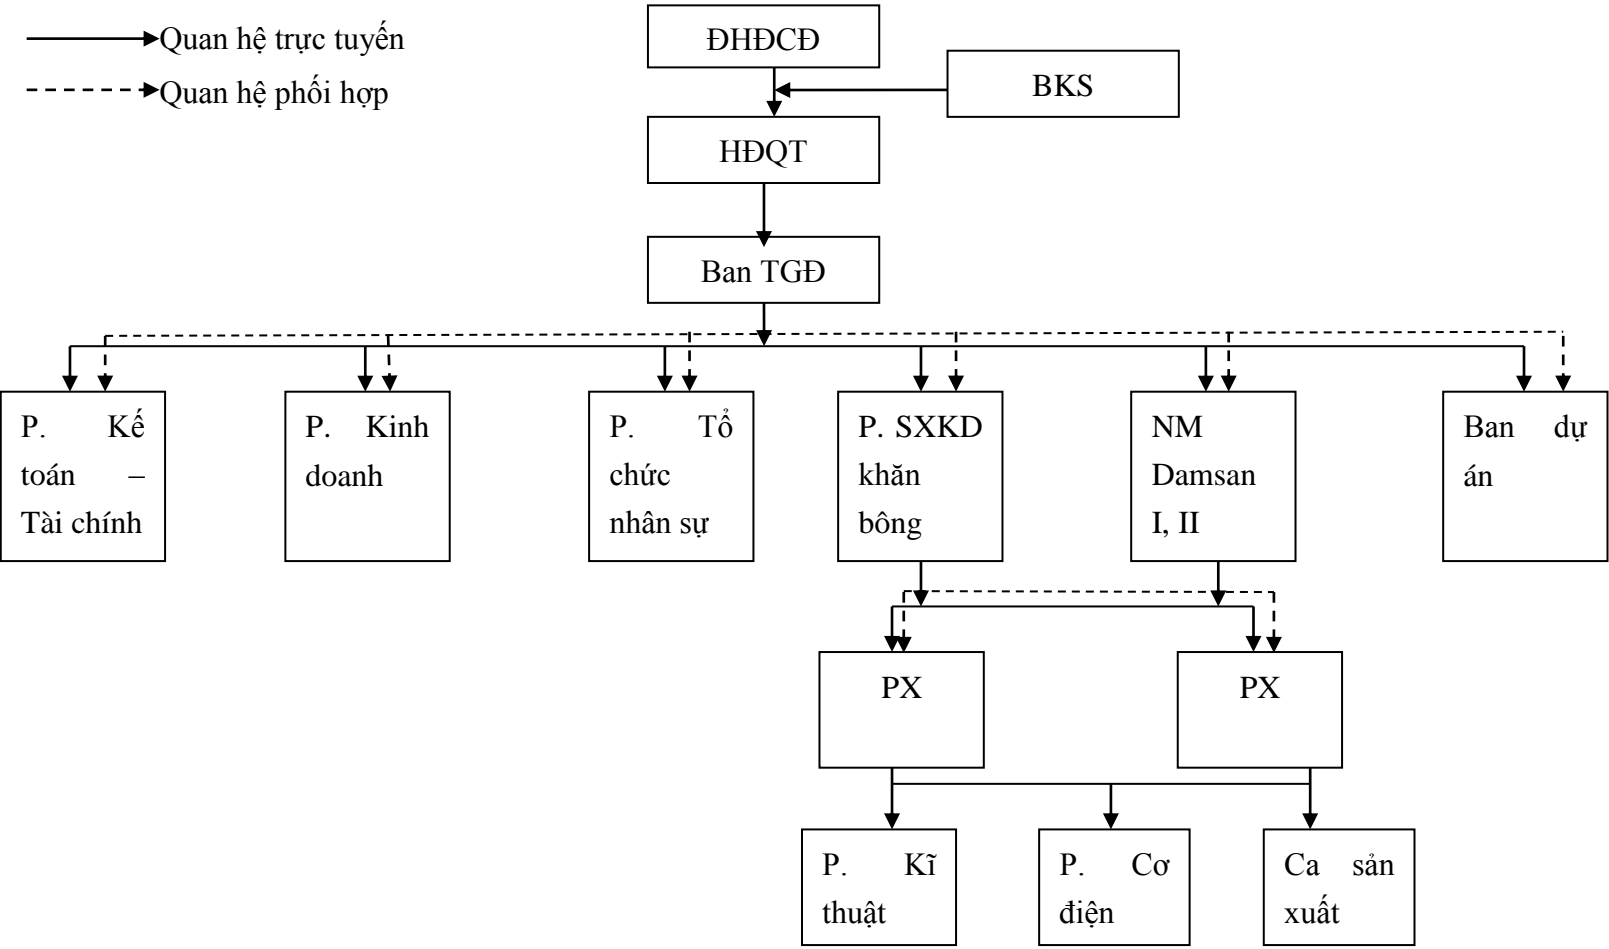 Quan hệ trực tuyến
Quan hệ phối hợp
ĐHĐCĐ
BKS
HĐQT
Ban TGĐ
P. Kế
toán –
Tài chính
P. Kinh
doanh
P. Tổ
chức
nhân sự
P. SXKD
khăn
bông
NM
Damsan
I, II
Ban dự
án
PX
PX
P. Kĩ
thuật
P. Cơ
điện
Ca sản
xuất